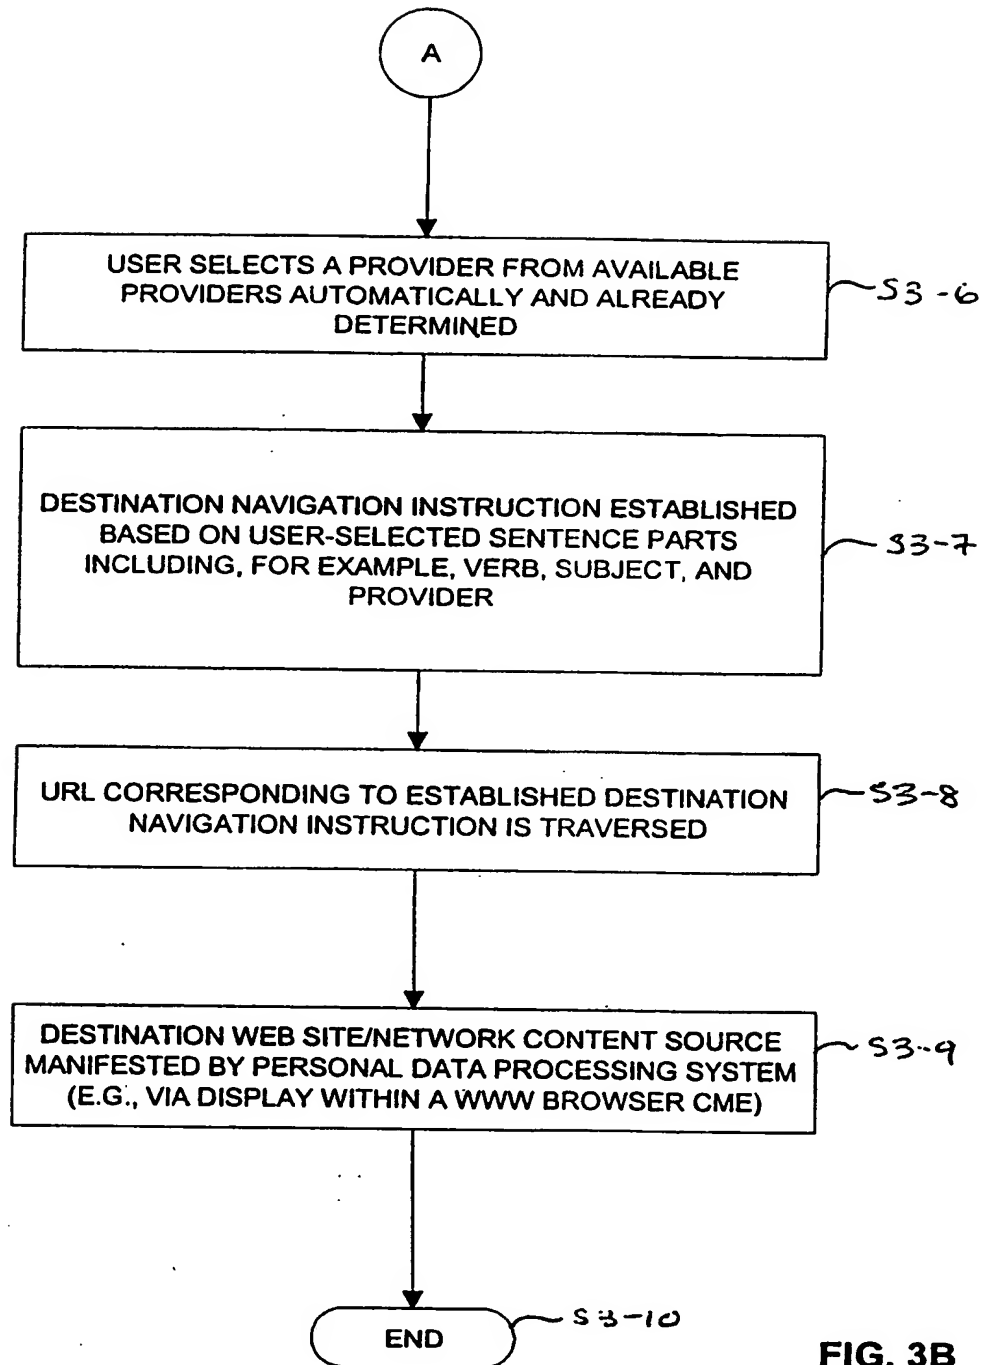 A
USER SELECTS A PROVIDER FROM AVAILABLE
PROVIDERS AUTOMATICALLY AND ALREADY
DETERMINED
S3-6
DESTINATION NAVIGATION INSTRUCTION ESTABLISHED
BASED ON USER-SELECTED SENTENCE PARTS
INCLUDING, FOR EXAMPLE, VERB, SUBJECT, AND
PROVIDER
S3-7
URL CORRESPONDING TO ESTABLISHED DESTINATION
NAVIGATION INSTRUCTION IS TRAVERSED
S3-8
DESTINATION WEB SITE/NETWORK CONTENT SOURCE
MANIFESTED BY PERSONAL DATA PROCESSING SYSTEM
(E.G., VIA DISPLAY WITHIN A WWW BROWSER CME)
S3-9
END
S3-10
FIG. 3B